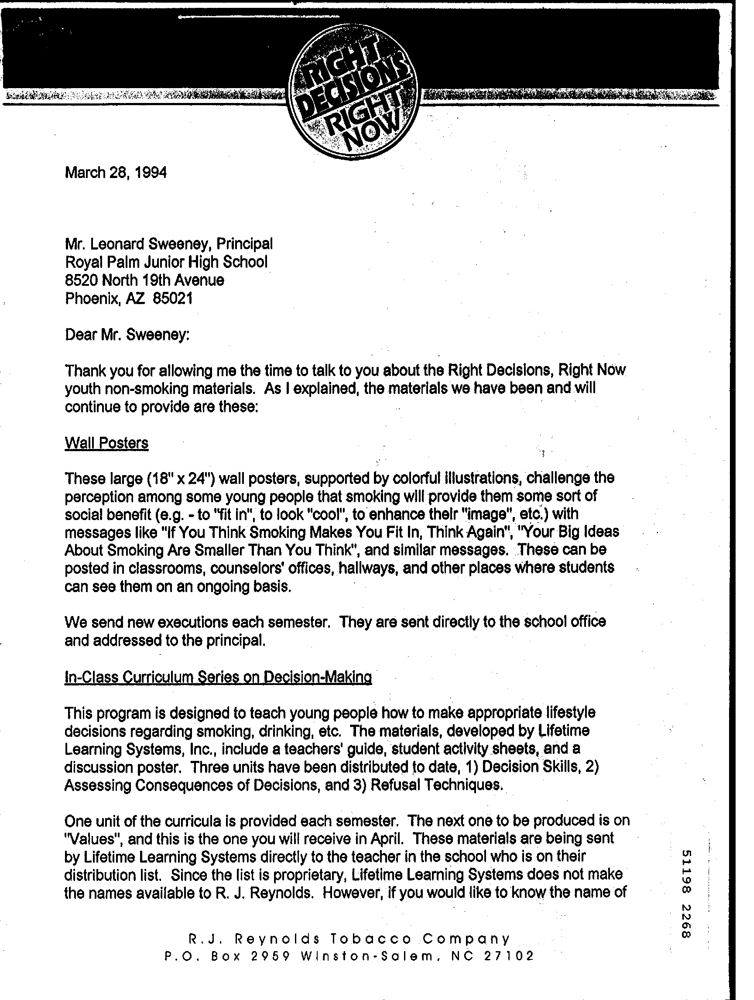 RIGHT
DECISIONS
RIGHT
NOW
March 28, 1994
Mr. Leonard Sweeney, Principal
Royal Palm Junior High School
8520 North 19th Avenue
Phoenix, AZ 85021
Dear Mr. Sweeney:
Thank you for allowing me the time to talk to you about the Right Decisions, Right Now
youth non-smoking materials. As I explained, the materials we have been and will
continue to provide are these:
Wall Posters
These large (18" x 24") wall posters, supported by colorful illustrations, challenge the
perception among some young people that smoking will provide them some sort of
social benefit (e.g. - to "fit in", to look "cool", to enhance their "image", etc.) with
messages like "If You Think Smoking Makes You Fit In, Think Again", "Your Big Ideas
About Smoking Are Smaller Than You Think", and similar messages. These can be
posted in classrooms, counselors' offices, hallways, and other places where students
can see them on an ongoing basis.
We send new executions each semester. They are sent directly to the school office
and addressed to the principal.
In-Class Curriculum Series on Decision-Making
This program is designed to teach young people how to make appropriate lifestyle
decisions regarding smoking, drinking, etc. The materials, developed by Lifetime
Learning Systems, Inc., include a teachers' guide, student activity sheets, and a
discussion poster. Three units have been distributed to date, 1) Decision Skills, 2)
Assessing Consequences of Decisions, and 3) Refusal Techniques.
One unit of the curricula is provided each semester. The next one to be produced is on
"Values", and this is the one you will receive in April. These materials are being sent
by Lifetime Learning Systems directly to the teacher in the school who is on their
distribution list. Since the list is proprietary, Lifetime Learning Systems does not make
the names available to R. J. Reynolds. However, if you would like to know the name of
R.J. Reynolds Tobacco Company
P.O. Box 2959 Winston-Salem, NC 27102
51198 2268